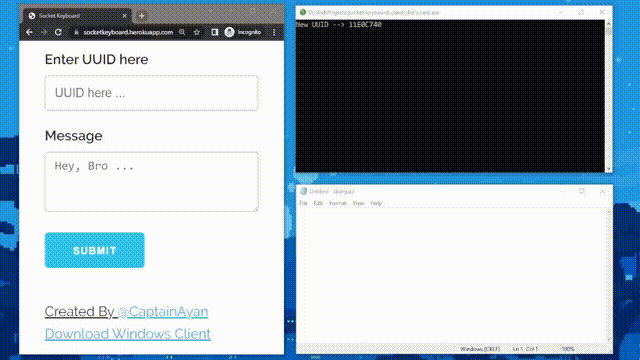 Socket Keyboard
socketkeyboard.herokuapp.com
Incognito
Enter UUID here
UUID here ...
Message
Hey, Bro ...
SUBMIT
Created By @CaptainAyan
Download Windows Client
New UUID --> 11E0C740
Untitled - Notepad
File Edit Format View Help
Windows (CRLF) Ln 1, Col 1 100%